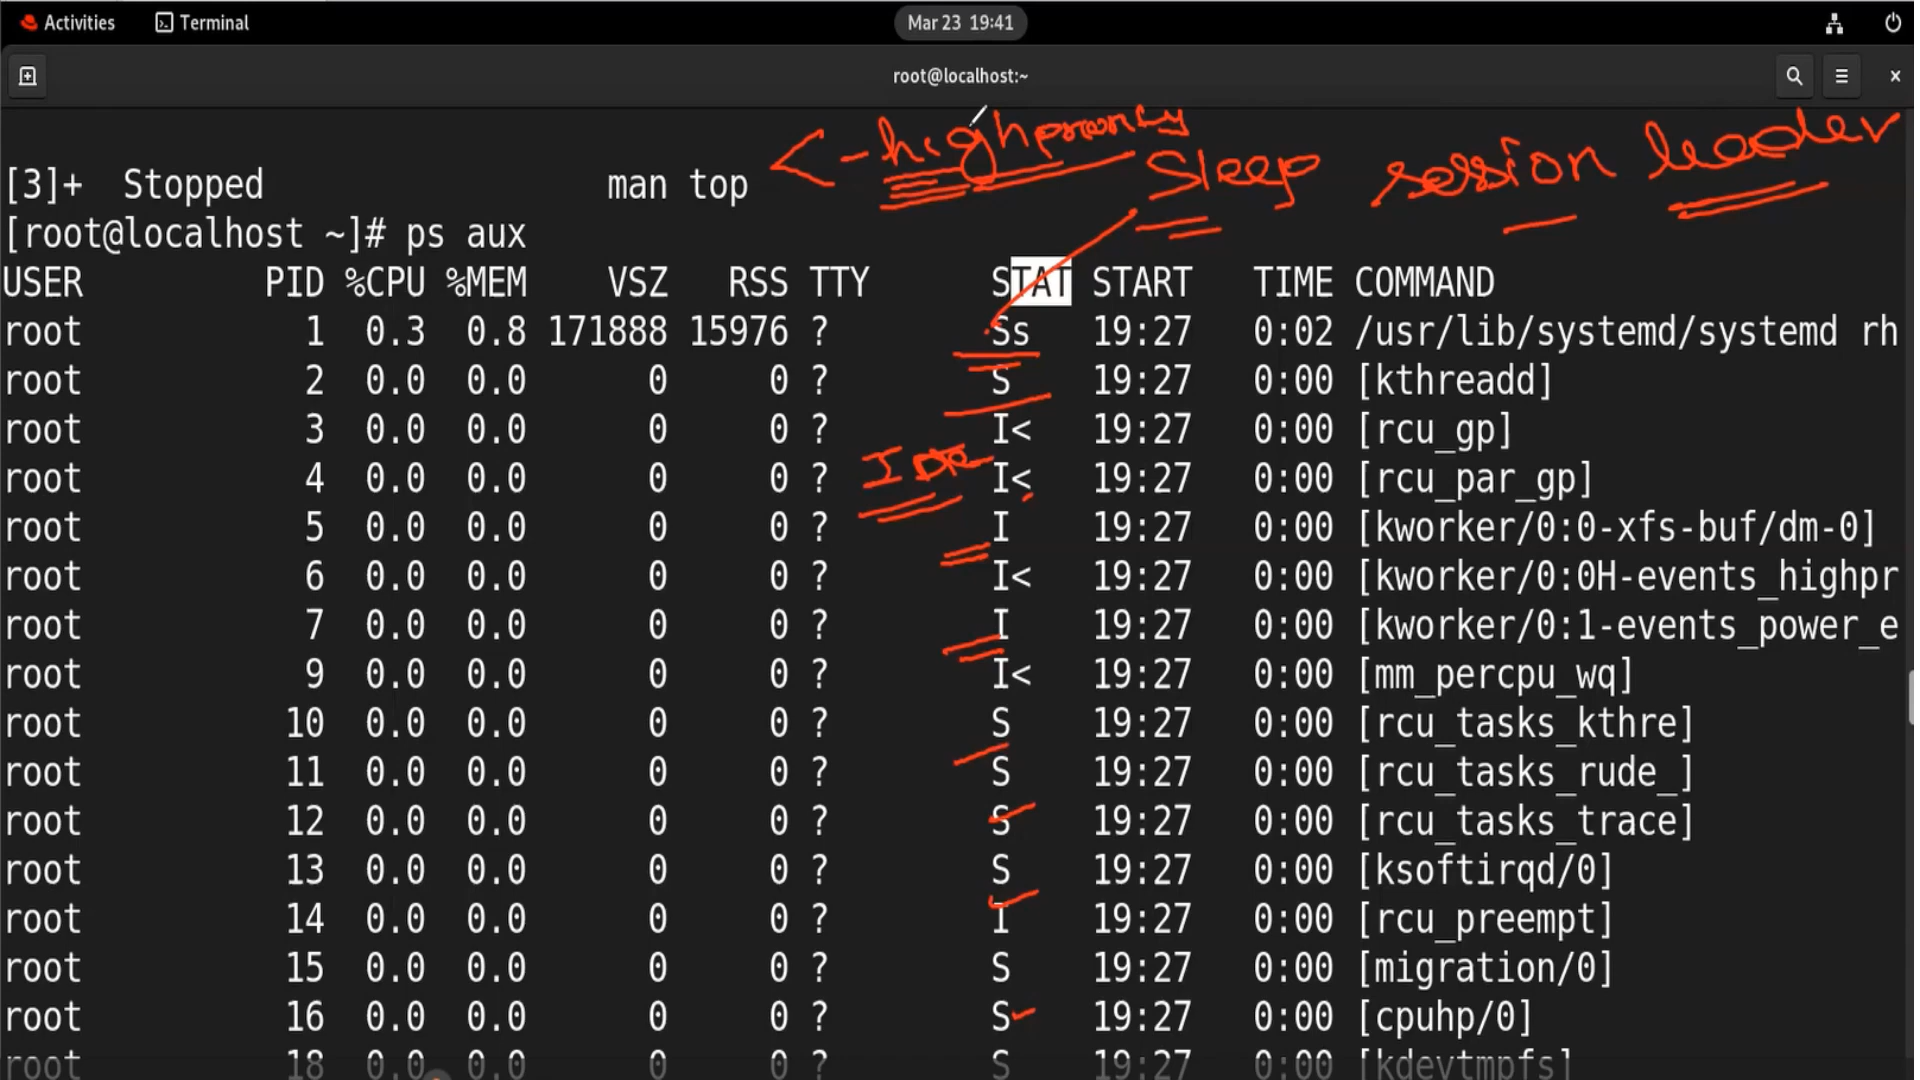 Activities Terminal Mar 23 19:41
root@localhost:~
< - high priority
Sleep session leader
[3]+ Stopped man top
[root@localhost ~]# ps aux
USER PID %CPU %MEM VSZ RSS TTY STAT START TIME COMMAND
root 1 0.3 0.8 171888 15976 ? Ss 19:27 0:02 /usr/lib/systemd/systemd rh
root 2 0.0 0.0 0 0 ? S 19:27 0:00 [kthreadd]
root 3 0.0 0.0 0 0 ? I< 19:27 0:00 [rcu_gp]
root 4 0.0 0.0 0 0 ? I< 19:27 0:00 [rcu_par_gp]
root 5 0.0 0.0 0 0 ? I 19:27 0:00 [kworker/0:0-xfs-buf/dm-0]
root 6 0.0 0.0 0 0 ? I< 19:27 0:00 [kworker/0:0H-events_highpr
root 7 0.0 0.0 0 0 ? I 19:27 0:00 [kworker/0:1-events_power_e
root 9 0.0 0.0 0 0 ? I< 19:27 0:00 [mm_percpu_wq]
root 10 0.0 0.0 0 0 ? S 19:27 0:00 [rcu_tasks_kthre]
root 11 0.0 0.0 0 0 ? S 19:27 0:00 [rcu_tasks_rude_]
root 12 0.0 0.0 0 0 ? S 19:27 0:00 [rcu_tasks_trace]
root 13 0.0 0.0 0 0 ? S 19:27 0:00 [ksoftirqd/0]
root 14 0.0 0.0 0 0 ? I 19:27 0:00 [rcu_preempt]
root 15 0.0 0.0 0 0 ? S 19:27 0:00 [migration/0]
root 16 0.0 0.0 0 0 ? S 19:27 0:00 [cpuhp/0]
root 18 0.0 0.0 0 0 ? S 19:27 0:00 [kdevtmpfs]